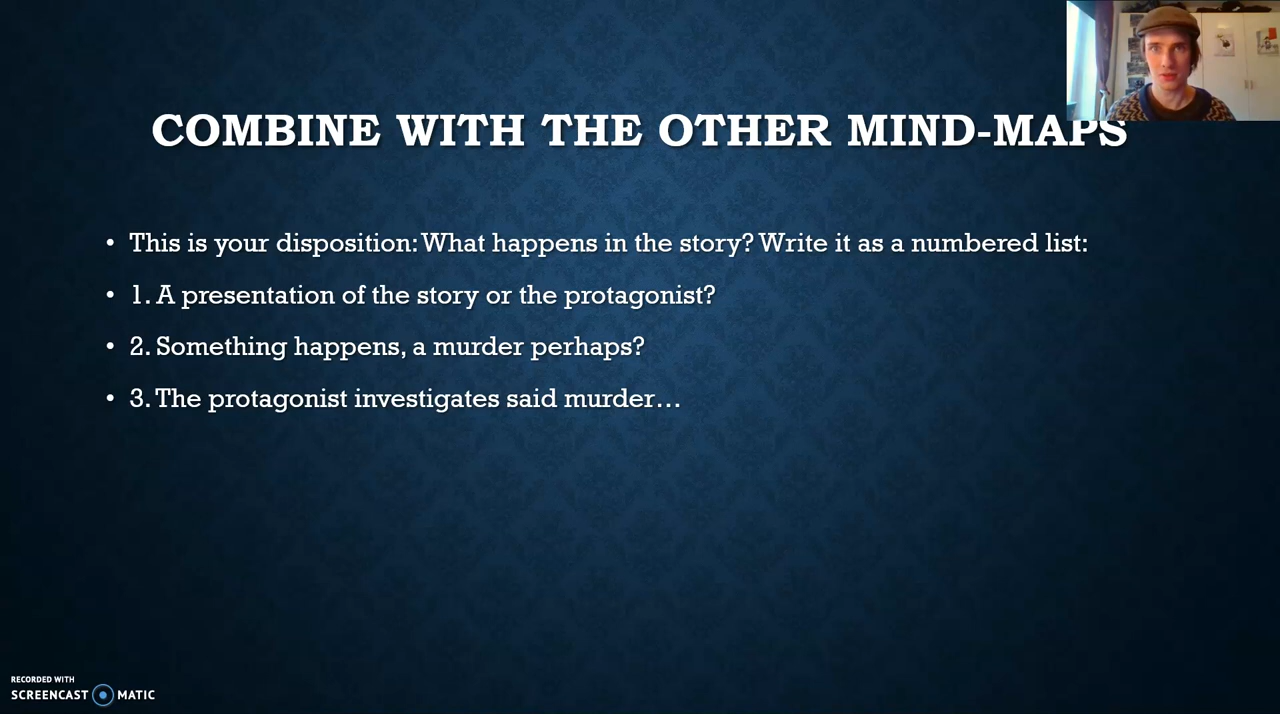 COMBINE WITH THE OTHER MIND-MAPS
• This is your disposition: What happens in the story? Write it as a numbered list:
• 1. A presentation of the story or the protagonist?
• 2. Something happens, a murder perhaps?
• 3. The protagonist investigates said murder…
RECORDED WITH
SCREENCAST MATIC